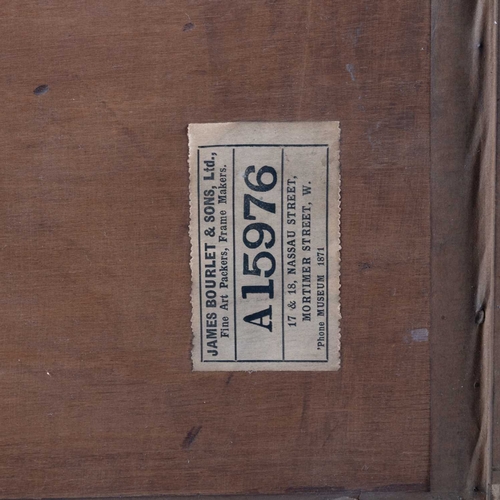 JAMES BOURLET & SONS, Ltd.,
Fine Art Packers, Frame Makers.
A15976
17 & 18, NASSAU STREET,
MORTIMER STREET, W.
'Phone MUSEUM 1871